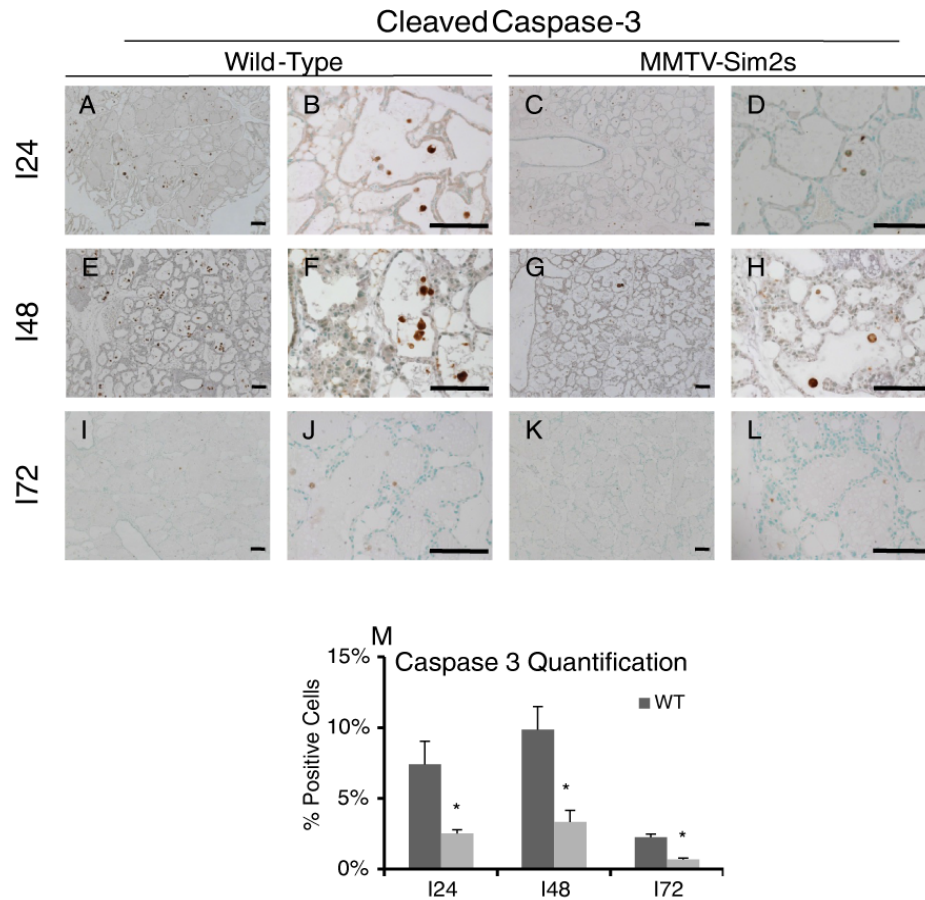 Cleaved Caspase-3
Wild-Type
MMTV-Sim2s
I24
A
B
C
D
I48
E
F
G
H
I72
I
J
K
L
M
Caspase 3 Quantification
% Positive Cells
15%
10%
5%
0%
WT
*
*
*
I24
I48
I72